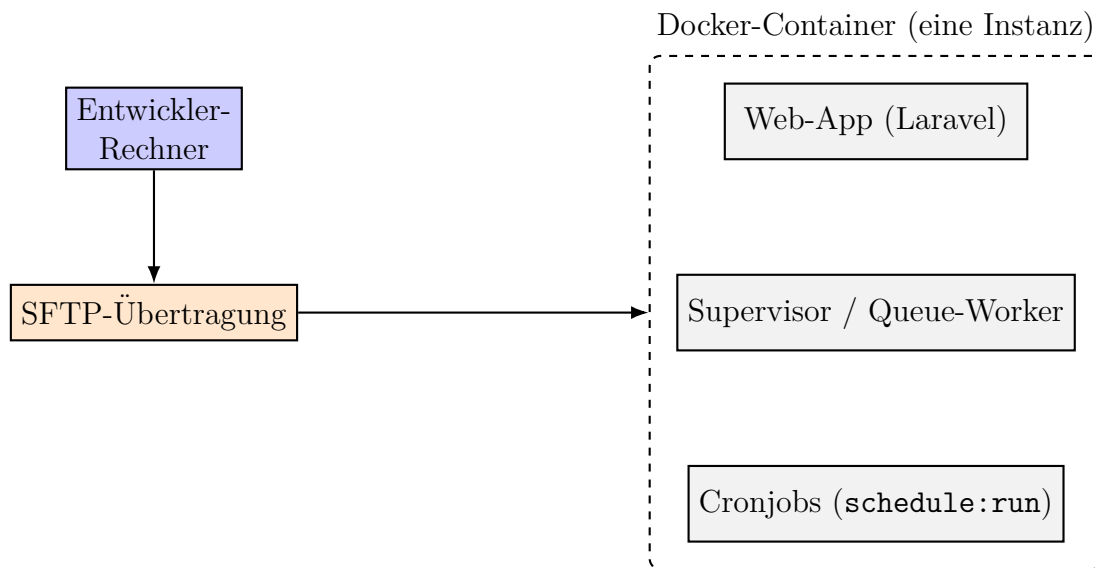 Docker-Container (eine Instanz)
Entwickler-
Rechner
Web-App (Laravel)
SFTP-Übertragung
Supervisor / Queue-Worker
Cronjobs (schedule:run)